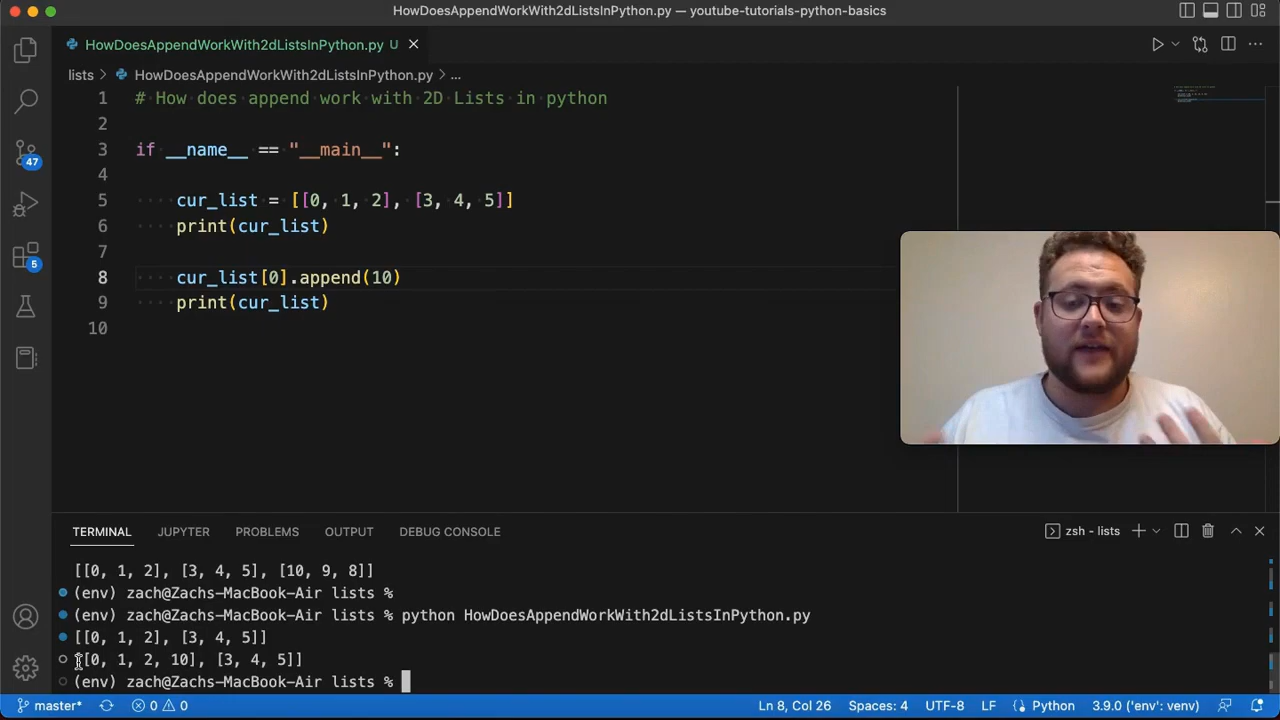 HowDoesAppendWorkWith2dListsInPython.py — youtube-tutorials-python-basics
HowDoesAppendWorkWith2dListsInPython.py U
lists > HowDoesAppendWorkWith2dListsInPython.py > ...
1 # How does append work with 2D Lists in python
2
3 if __name__ == "__main__":
4
5 cur_list = [[0, 1, 2], [3, 4, 5]]
6 print(cur_list)
7
8 cur_list[0].append(10)
9 print(cur_list)
10
47
5
TERMINAL JUPYTER PROBLEMS OUTPUT DEBUG CONSOLE zsh - lists
[[0, 1, 2], [3, 4, 5], [10, 9, 8]]
(env) zach@Zachs-MacBook-Air lists %
(env) zach@Zachs-MacBook-Air lists % python HowDoesAppendWorkWith2dListsInPython.py
[[0, 1, 2], [3, 4, 5]]
[[0, 1, 2, 10], [3, 4, 5]]
(env) zach@Zachs-MacBook-Air lists %
master* 0 0 Ln 8, Col 26 Spaces: 4 UTF-8 LF Python 3.9.0 ('env': venv)